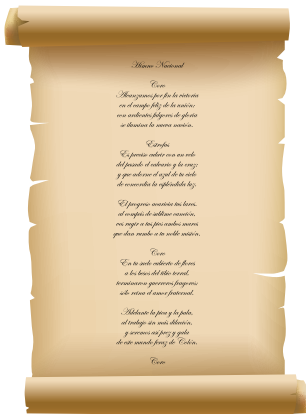 Himno Nacional
Coro
Alcanzamos por fin la victoria
en el campo feliz de la unión;
con ardientes fulgores de gloria
se ilumina la nueva nación.
Estrofas
Es preciso cubrir con un velo
del pasado el calvario y la cruz;
y que adorne el azul de tu cielo
de concordia la espléndida luz.
El progreso acaricia tus lares,
al compás de sublime canción,
ves rugir a tus pies ambos mares
que dan rumbo a tu noble misión.
Coro
En tu suelo cubierto de flores
a los besos del tibio terral,
terminaron guerreros fragores;
sólo reina el amor fraternal.
Adelante la pica y la pala,
al trabajo sin más dilación,
y seremos así prez y gala
de este mundo feraz de Colón.
Coro